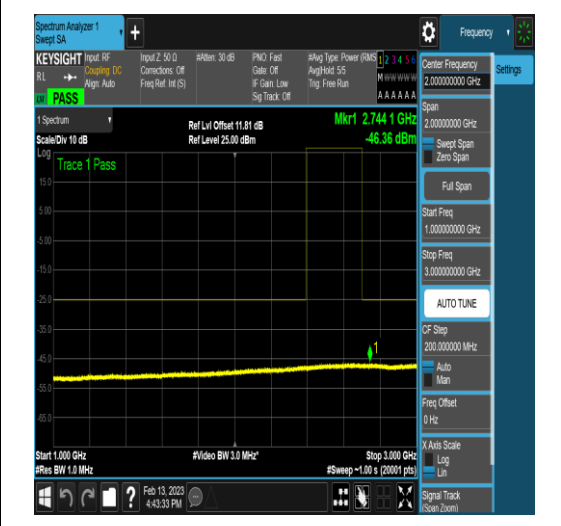 Spectrum Analyzer 1
Swept SA
+
Frequency
KEYSIGHT
RL
PASS
Input: RF
Coupling: DC
Align: Auto
Input Z: 50 Ω
Corrections: Off
Freq Ref: Int (S)
#Atten: 30 dB
PNO: Fast
Gate: Off
IF Gain: Low
Sig Track: Off
#Avg Type: Power (RMS
Avg|Hold: 5/5
Trig: Free Run
1 2 3 4 5 6
M w w w w w
A A A A A A
1 Spectrum
Scale/Div 10 dB
Ref Lvl Offset 11.81 dB
Ref Level 25.00 dBm
Mkr1 2.744 1 GHz
-46.36 dBm
Log
Trace 1 Pass
15.0
5.00
-5.00
-15.0
-25.0
-35.0
-45.0
-55.0
-65.0
1
Start 1.000 GHz
#Res BW 1.0 MHz
#Video BW 3.0 MHz*
Stop 3.000 GHz
#Sweep ~1.00 s (20001 pts)
Feb 13, 2023
4:43:33 PM
?
Center Frequency
2.000000000 GHz
Settings
Span
2.00000000 GHz
Swept Span
Zero Span
Full Span
Start Freq
1.000000000 GHz
Stop Freq
3.000000000 GHz
AUTO TUNE
CF Step
200.000000 MHz
Auto
Man
Freq Offset
0 Hz
X Axis Scale
Log
Lin
Signal Track
(Span Zoom)